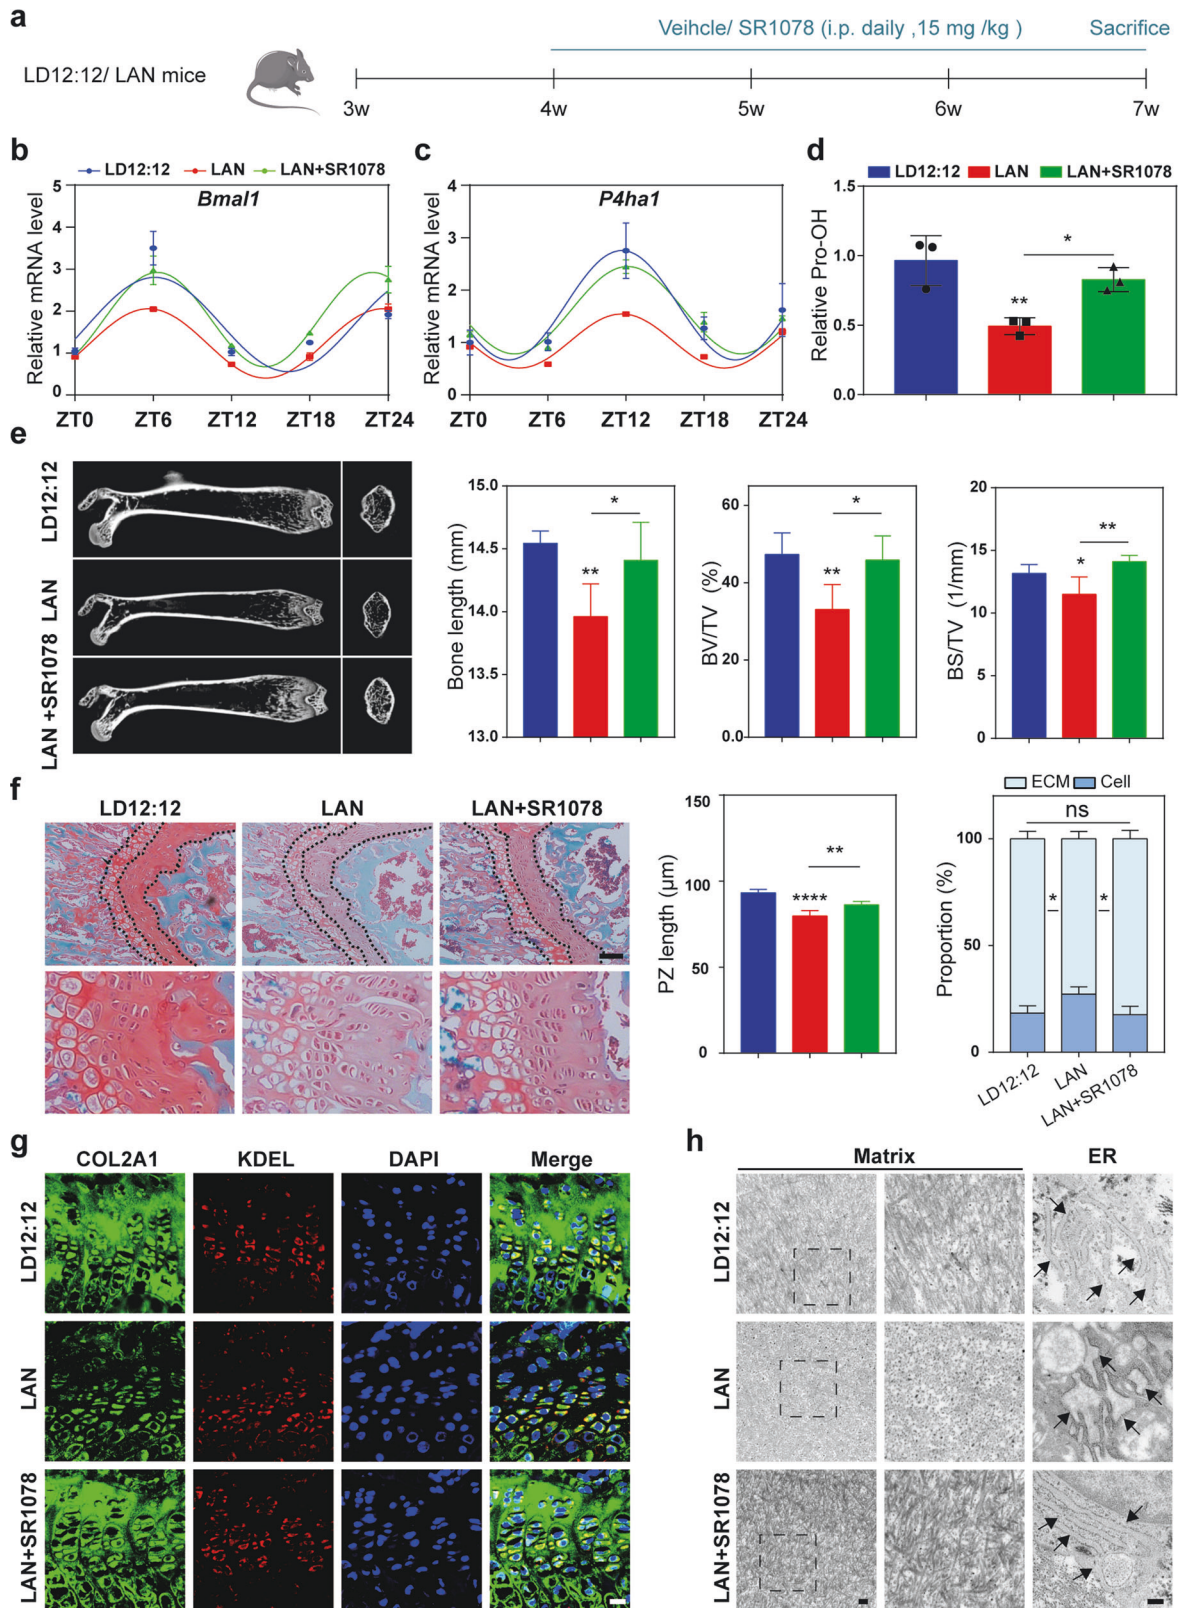 a
Veihcle/ SR1078 (i.p. daily ,15 mg /kg ) Sacrifice
LD12:12/ LAN mice
3w 4w 5w 6w 7w
b
LD12:12 LAN LAN+SR1078
Bmal1
Relative mRNA level
5
4
3
2
1
0
ZT0 ZT6 ZT12 ZT18 ZT24
c
P4ha1
Relative mRNA level
4
3
2
1
0
ZT0 ZT6 ZT12 ZT18 ZT24
d
LD12:12 LAN LAN+SR1078
Relative Pro-OH
1.5
1.0
0.5
0.0
*
**
e
LD12:12
LAN
LAN +SR1078
Bone length (mm)
15.0
14.5
14.0
13.5
13.0
*
**
BV/TV (%)
60
40
20
0.0
*
**
BS/TV (1/mm)
20
15
10
5
0
**
*
f
LD12:12 LAN LAN+SR1078
PZ length (μm)
150
100
50
0
**
****
ECM Cell
ns
Proportion (%)
100
50
0
* *
LD12:12
LAN
LAN+SR1078
g
COL2A1 KDEL DAPI Merge
LD12:12
LAN
LAN+SR1078
h
Matrix ER
LD12:12
LAN
LAN+SR1078